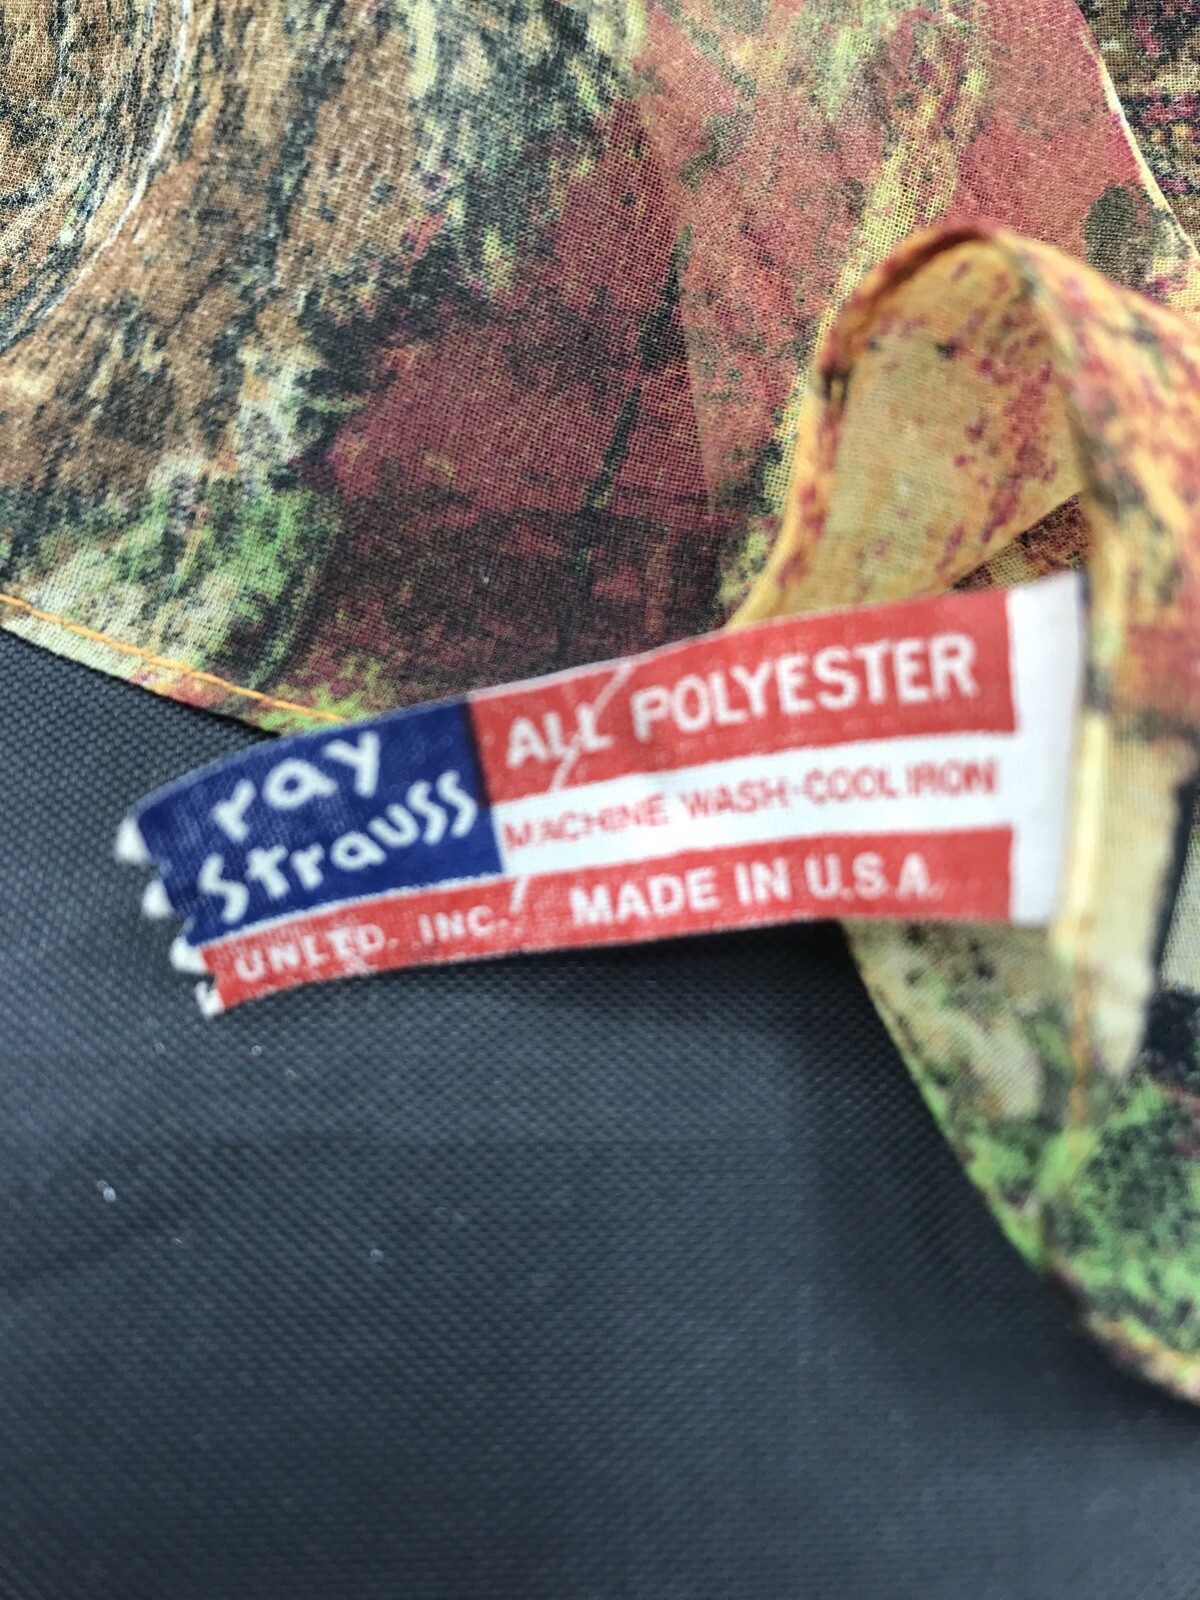 ray
Strauss
UNLTD. INC.
ALL POLYESTER
MACHINE WASH-COOL IRON
MADE IN U.S.A.